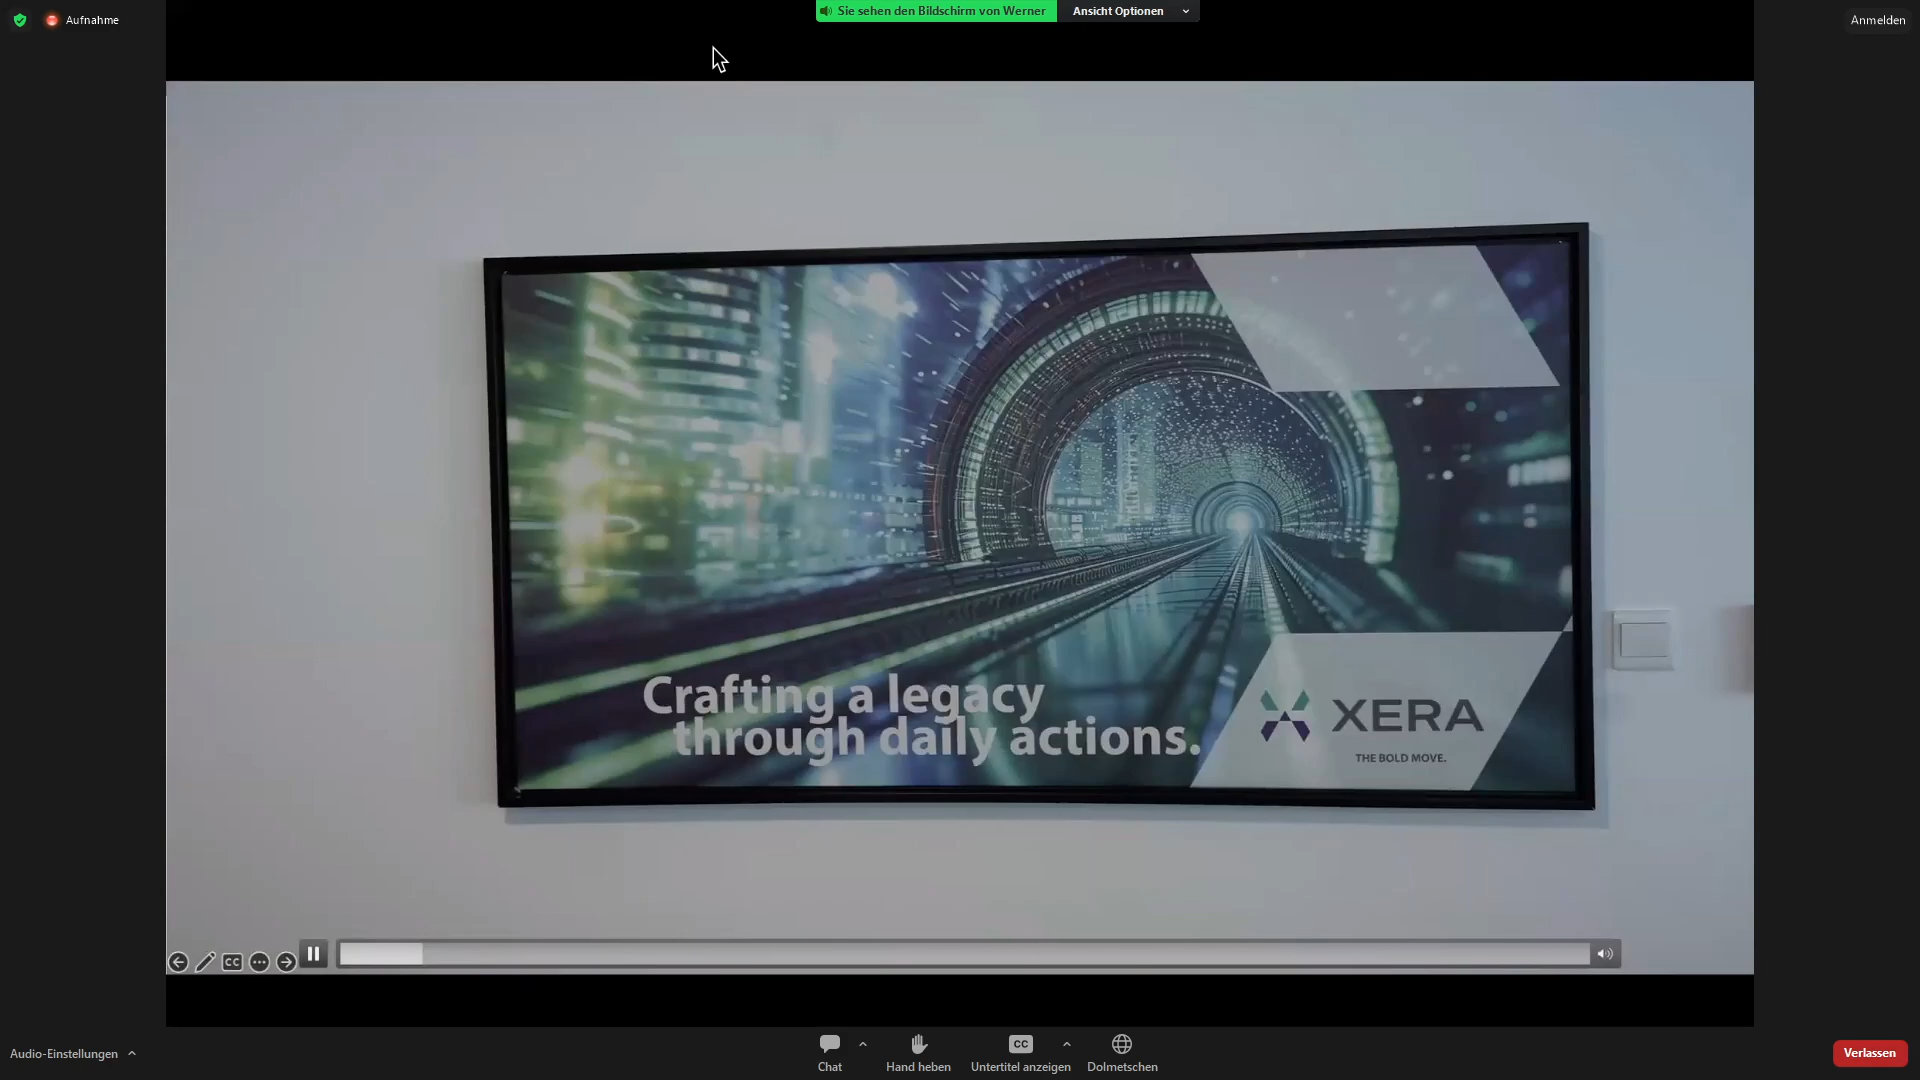 Aufnahme
Sie sehen den Bildschirm von Werner
Ansicht Optionen
Anmelden
Crafting a legacy
through daily actions.
XERA
THE BOLD MOVE.
CC
Audio-Einstellungen
Chat
Hand heben
CC
Untertitel anzeigen
Dolmetschen
Verlassen